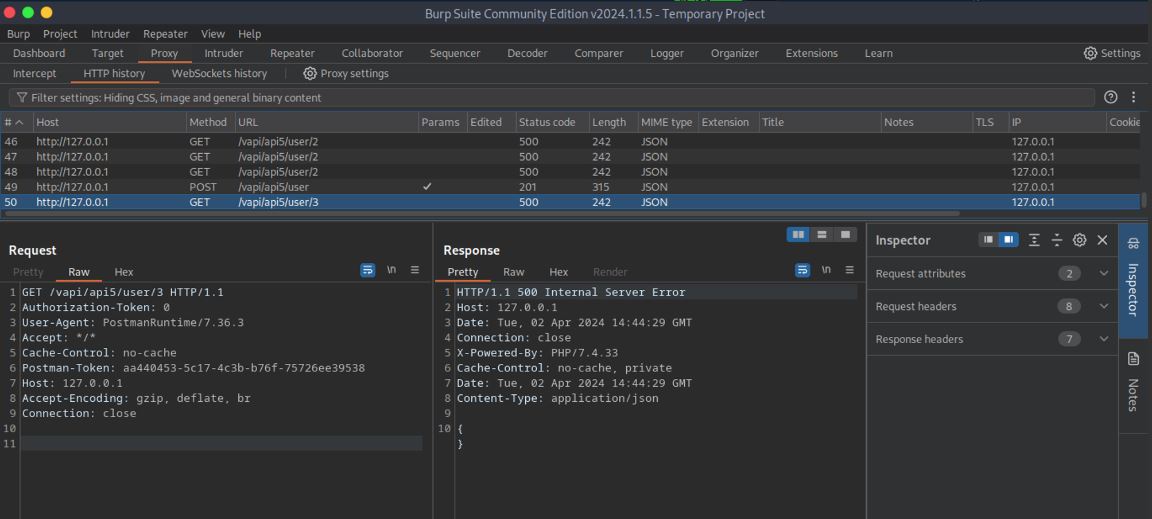 Burp Suite Community Edition v2024.1.1.5 - Temporary Project
Burp Project Intruder Repeater View Help
Dashboard Target Proxy Intruder Repeater Collaborator Sequencer Decoder Comparer Logger Organizer Extensions Learn Settings
Intercept HTTP history WebSockets history Proxy settings
Filter settings: Hiding CSS, image and general binary content
# Host Method URL Params Edited Status code Length MIME type Extension Title Notes TLS IP Cookie
46 http://127.0.0.1 GET /vapi/api5/user/2 500 242 JSON 127.0.0.1
47 http://127.0.0.1 GET /vapi/api5/user/2 500 242 JSON 127.0.0.1
48 http://127.0.0.1 GET /vapi/api5/user/2 500 242 JSON 127.0.0.1
49 http://127.0.0.1 POST /vapi/api5/user ✓ 201 315 JSON 127.0.0.1
50 http://127.0.0.1 GET /vapi/api5/user/3 500 242 JSON 127.0.0.1
Request
Pretty Raw Hex \n
1 GET /vapi/api5/user/3 HTTP/1.1
2 Authorization-Token: 0
3 User-Agent: PostmanRuntime/7.36.3
4 Accept: */*
5 Cache-Control: no-cache
6 Postman-Token: aa440453-5c17-4c3b-b76f-75726ee39538
7 Host: 127.0.0.1
8 Accept-Encoding: gzip, deflate, br
9 Connection: close
10
11
Response
Pretty Raw Hex Render \n
1 HTTP/1.1 500 Internal Server Error
2 Host: 127.0.0.1
3 Date: Tue, 02 Apr 2024 14:44:29 GMT
4 Connection: close
5 X-Powered-By: PHP/7.4.33
6 Cache-Control: no-cache, private
7 Date: Tue, 02 Apr 2024 14:44:29 GMT
8 Content-Type: application/json
9
10 {
}
Inspector
Request attributes 2
Request headers 8
Response headers 7
Inspector
Notes